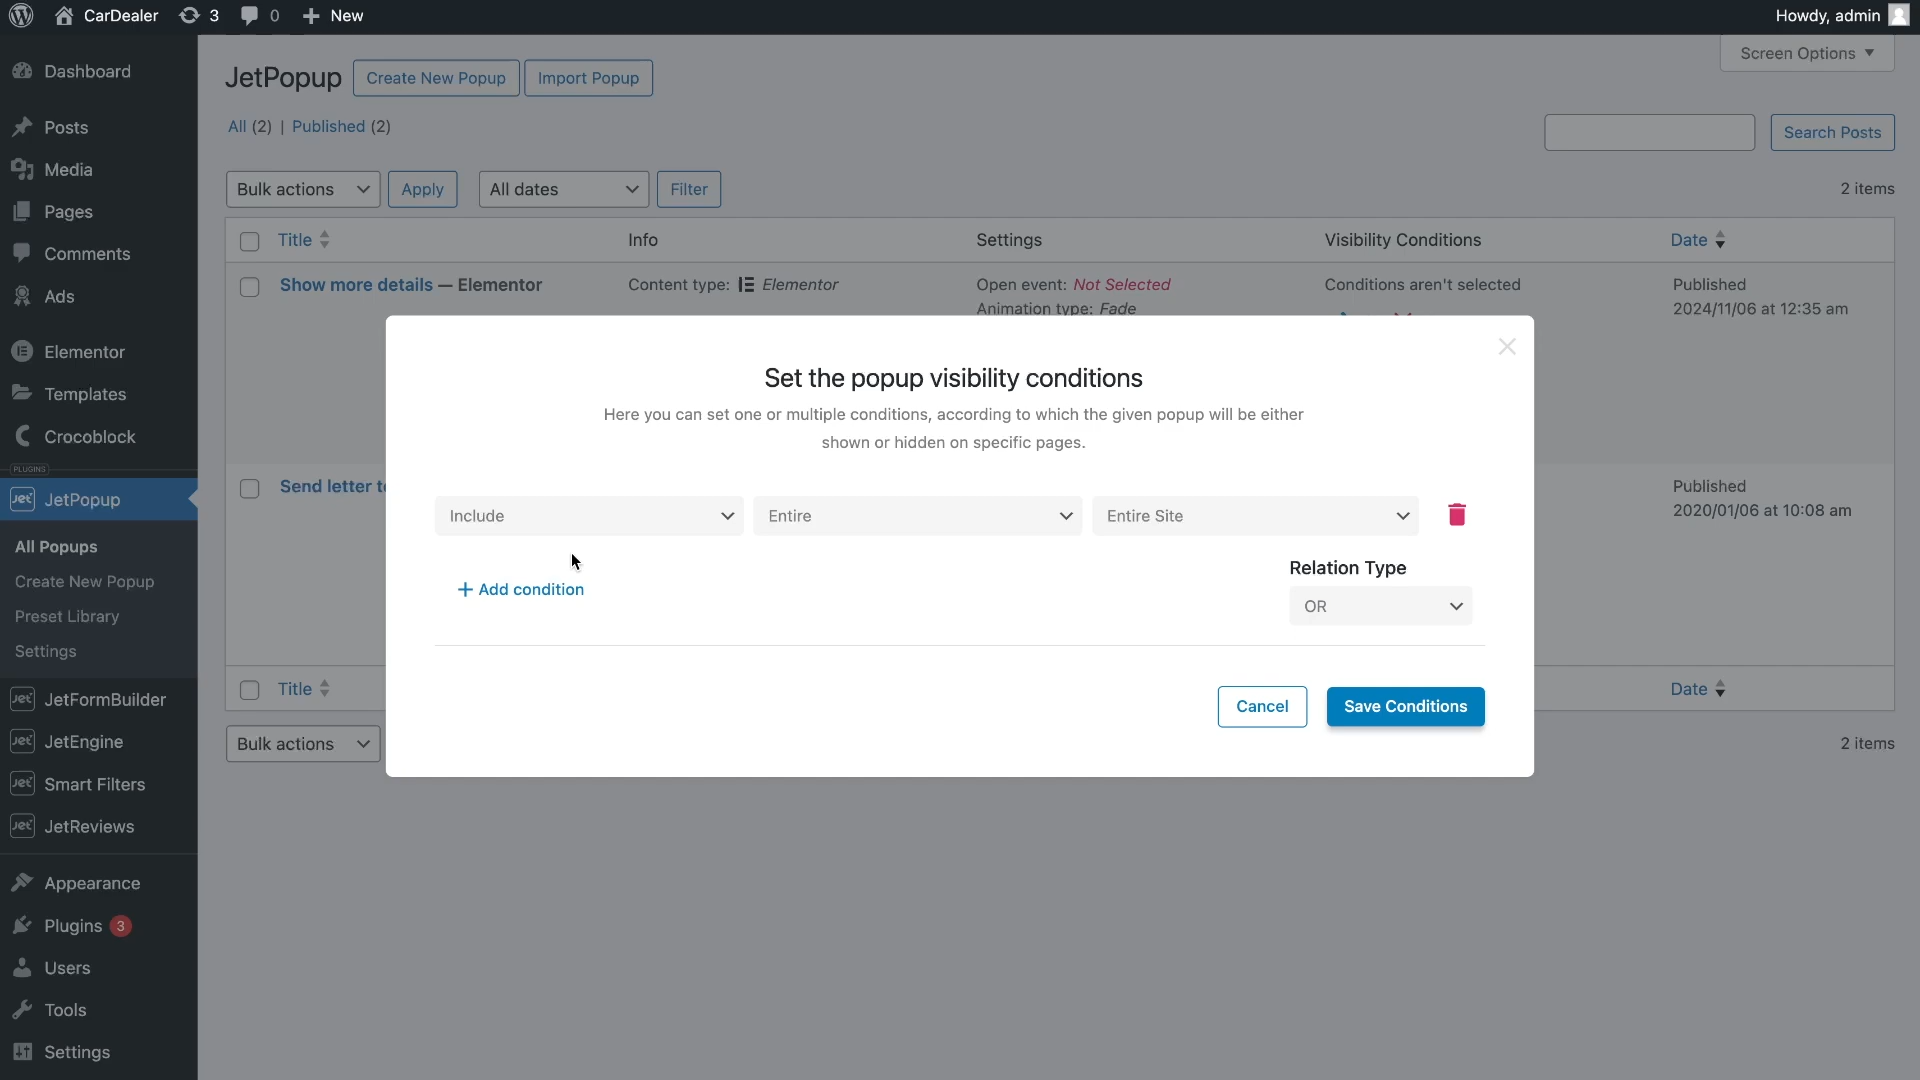 CarDealer 3 0 New Howdy, admin
Dashboard
Posts
Media
Pages
Comments
Ads
Elementor
Templates
Crocoblock
PLUGINS
JetPopup
All Popups
Create New Popup
Preset Library
Settings
JetFormBuilder
JetEngine
Smart Filters
JetReviews
Appearance
Plugins 3
Users
Tools
Settings
Screen Options
JetPopup Create New Popup Import Popup
All (2) | Published (2)
Search Posts
Bulk actions Apply All dates Filter 2 items
Title Info Settings Visibility Conditions Date
Show more details — Elementor Content type: Elementor Open event: Not Selected Conditions aren't selected Published
Animation type: Fade 2024/11/06 at 12:35 am
Set the popup visibility conditions
Here you can set one or multiple conditions, according to which the given popup will be either
shown or hidden on specific pages.
Send letter Published
2020/01/06 at 10:08 am
Include Entire Entire Site
Relation Type
+ Add condition
OR
Cancel Save Conditions
Title Date
Bulk actions 2 items